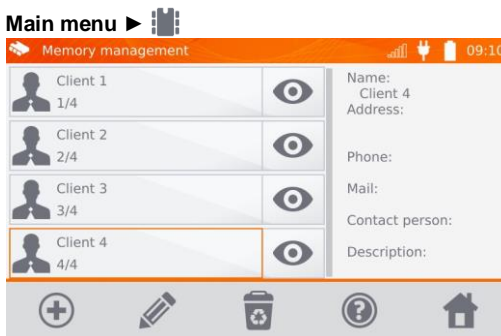 Main menu ►
Memory management 09:10
Client 1
1/4
Client 2
2/4
Client 3
3/4
Client 4
4/4
Name:
Client 4
Address:
Phone:
Mail:
Contact person:
Description: